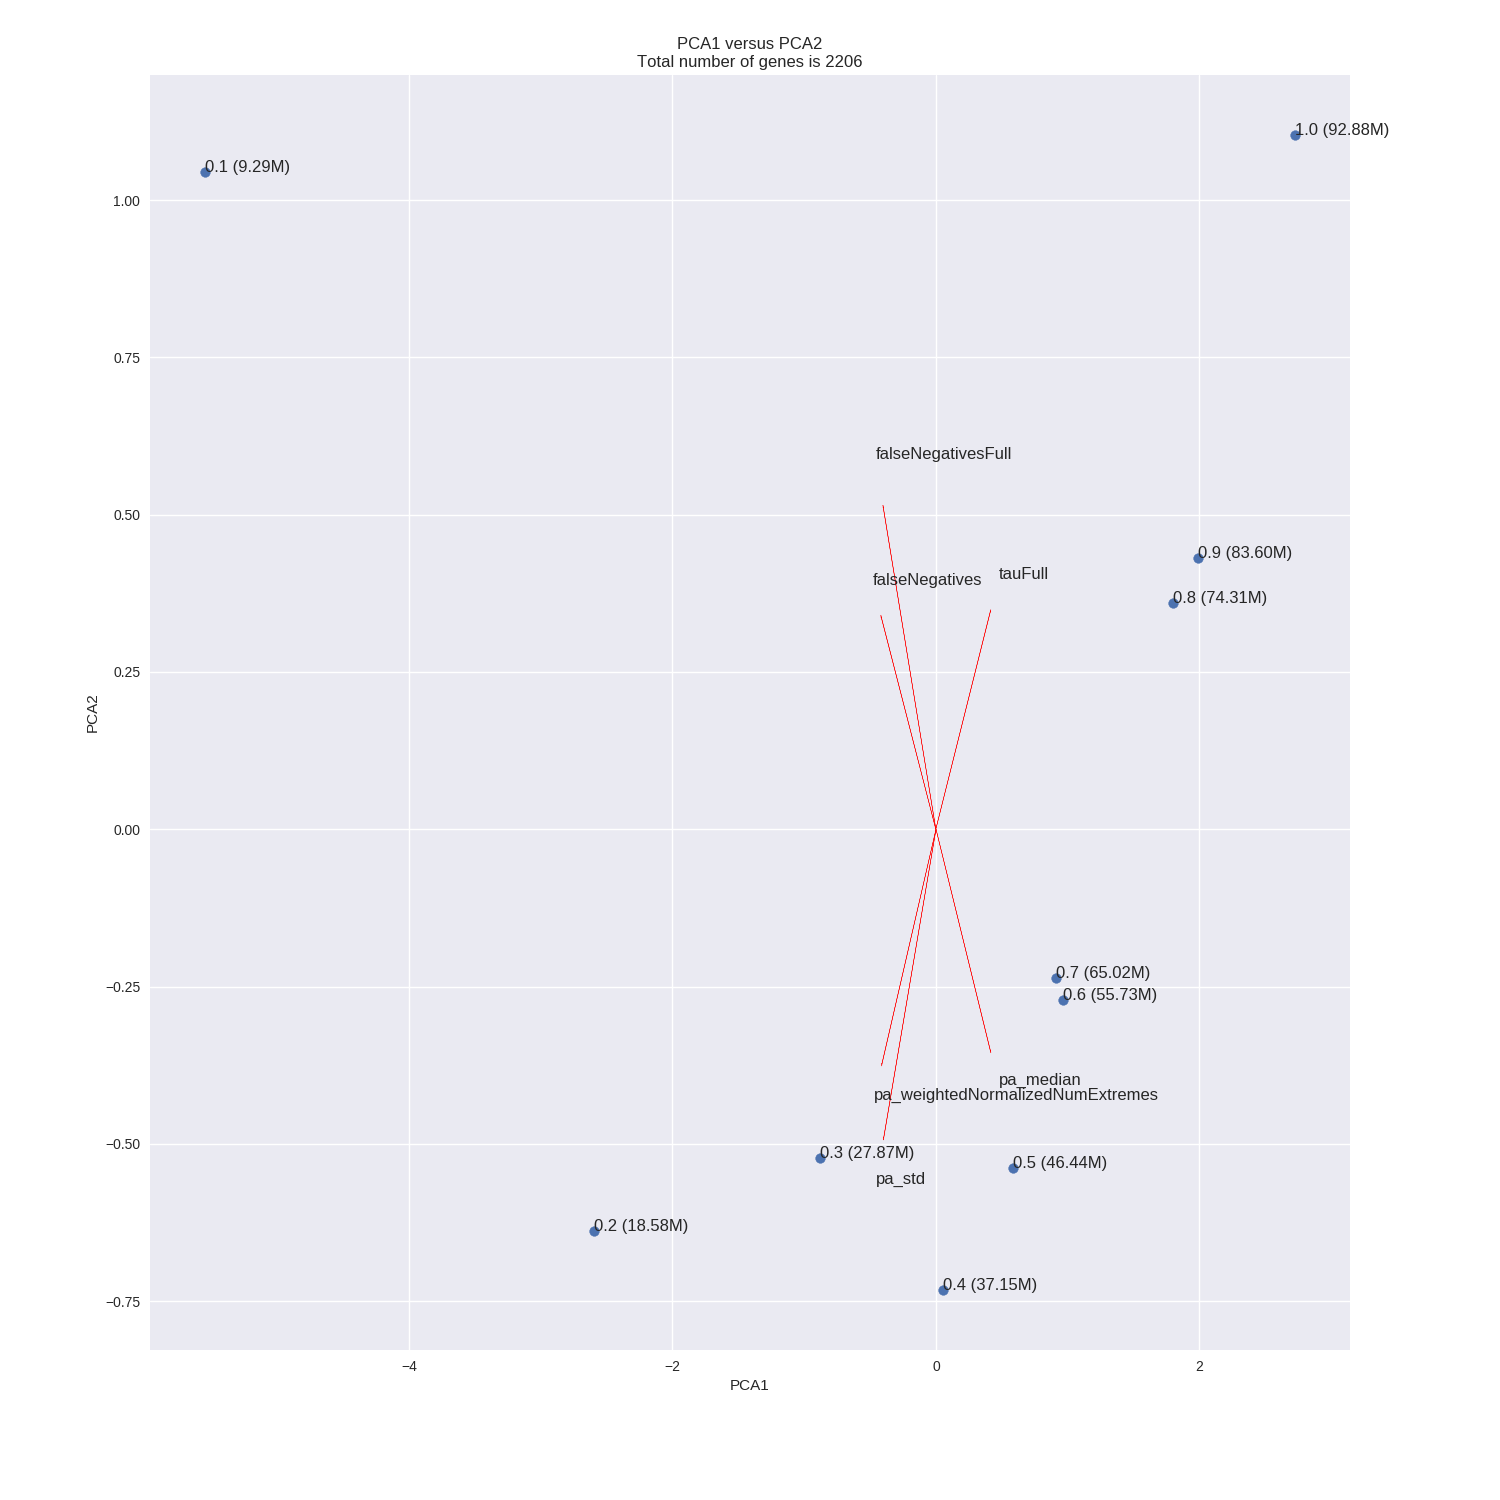 PCA1 versus PCA2
Total number of genes is 2206
1.0 (92.88M)
0.1 (9.29M)
1.00
0.75
falseNegativesFull
0.50
0.9 (83.60M)
tauFull
falseNegatives
0.8 (74.31M)
0.25
PCA2
0.00
0.7 (65.02M)
−0.25
0.6 (55.73M)
pa_median
pa_weightedNormalizedNumExtremes
−0.50
0.3 (27.87M)
0.5 (46.44M)
pa_std
0.2 (18.58M)
0.4 (37.15M)
−0.75
−4
−2
0
2
PCA1